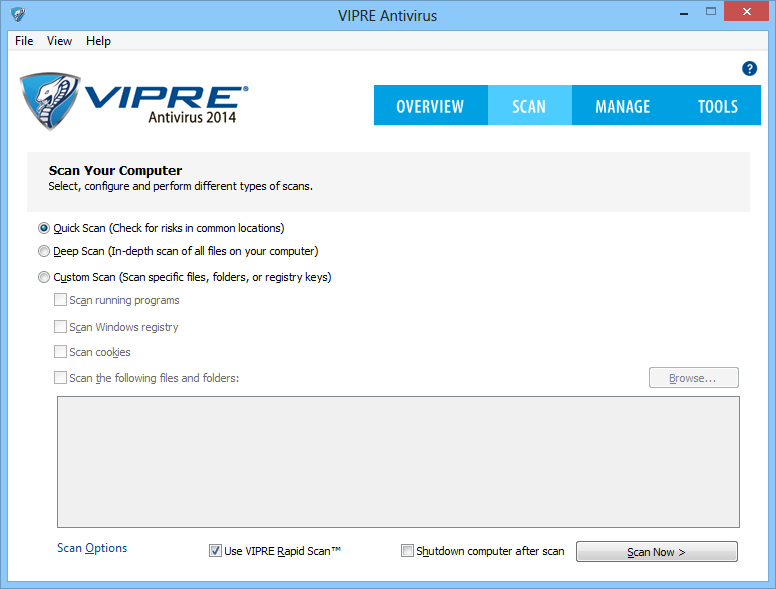 VIPRE Antivirus
File View Help
?
VIPRE®
Antivirus 2014
OVERVIEW SCAN MANAGE TOOLS
Scan Your Computer
Select, configure and perform different types of scans.
Quick Scan (Check for risks in common locations)
Deep Scan (In-depth scan of all files on your computer)
Custom Scan (Scan specific files, folders, or registry keys)
Scan running programs
Scan Windows registry
Scan cookies
Scan the following files and folders:
Browse...
Scan Options Use VIPRE Rapid Scan™ Shutdown computer after scan Scan Now >